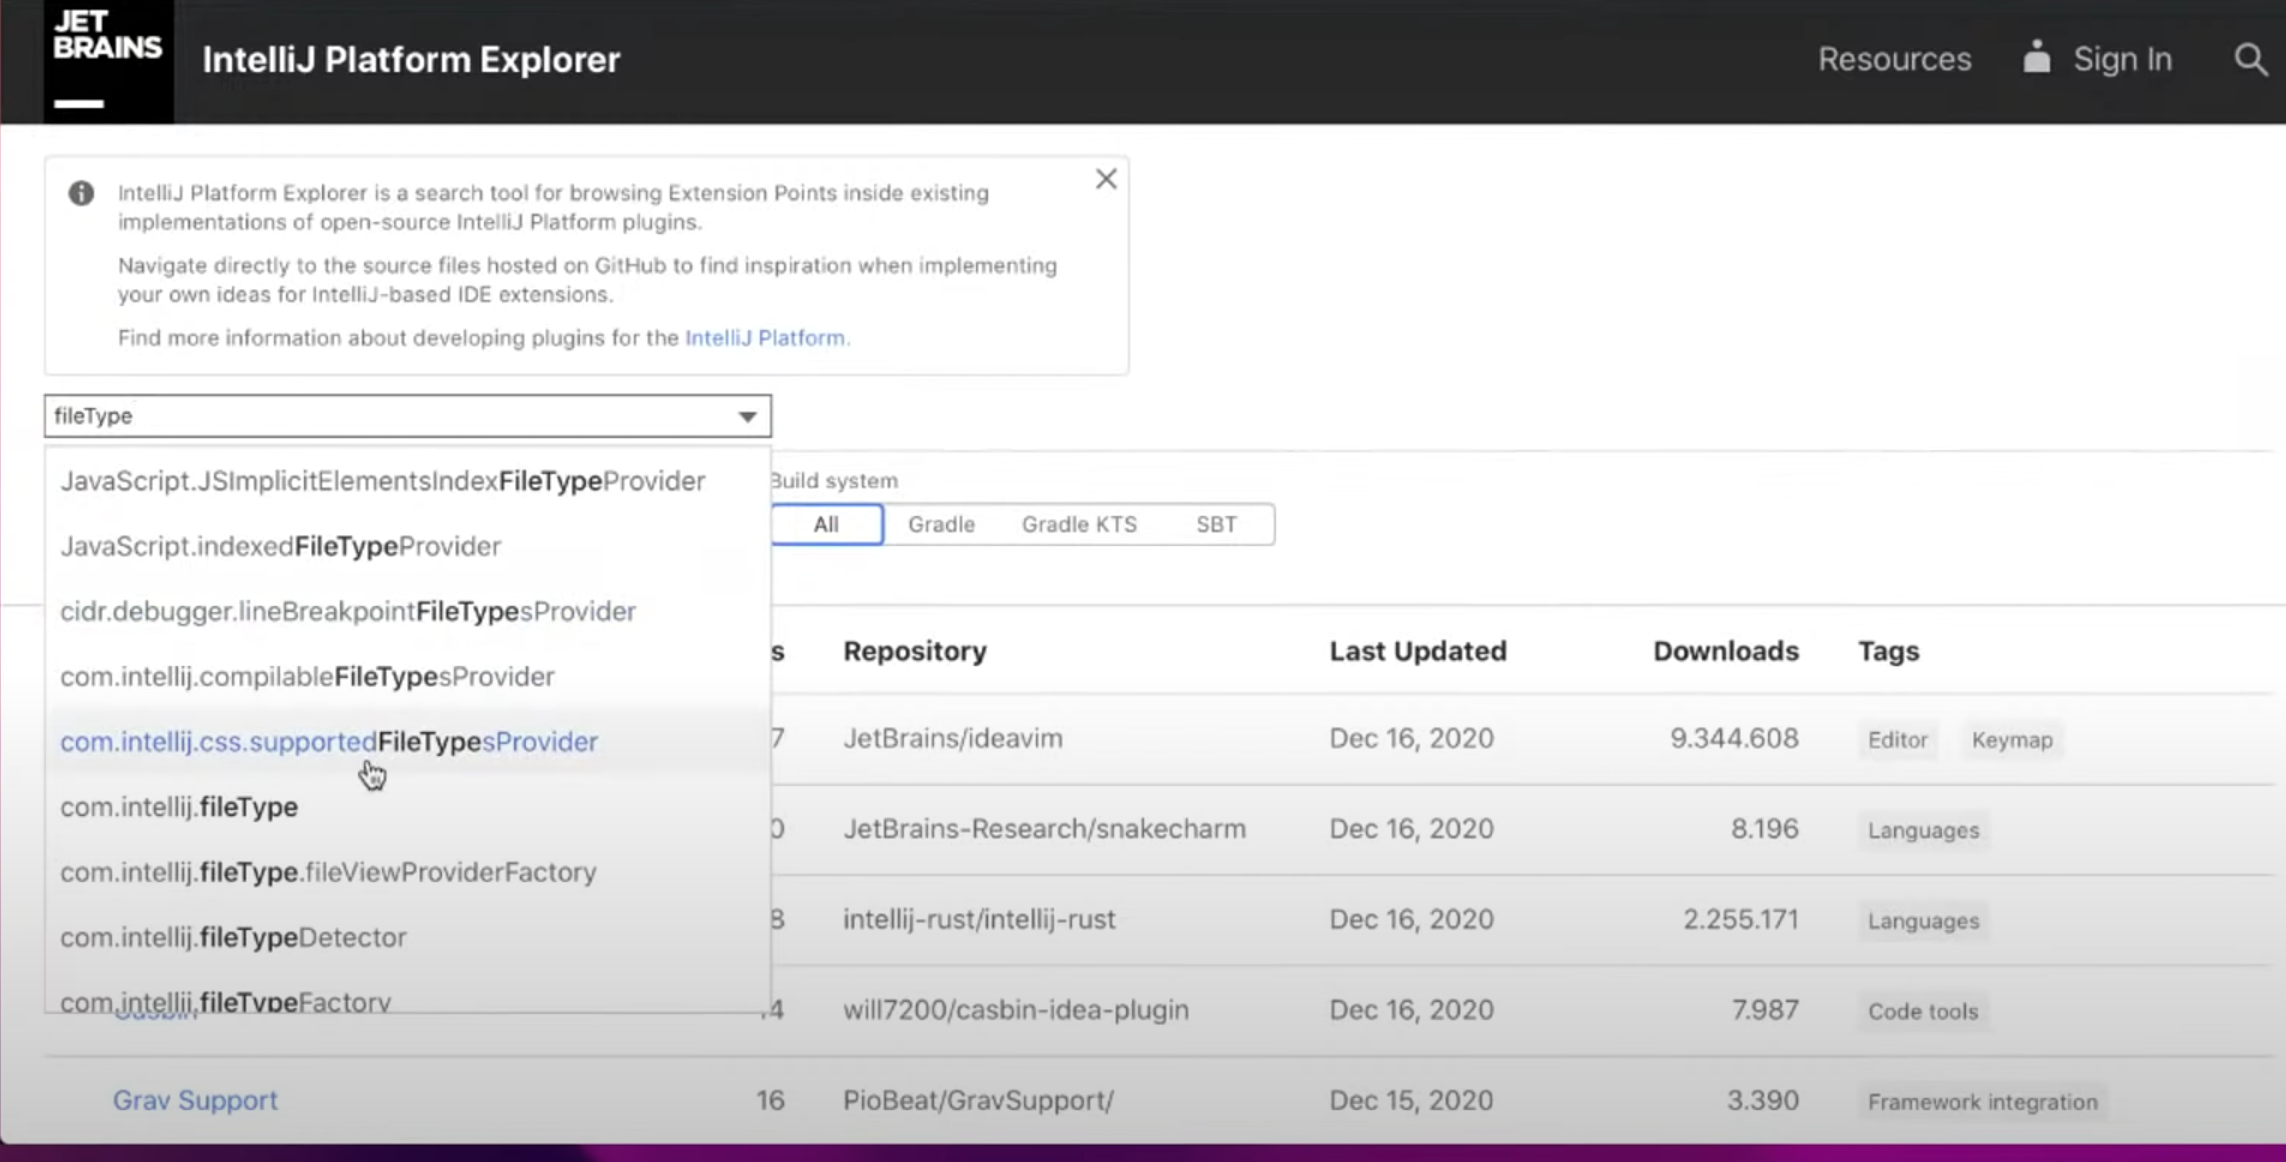 JET
BRAINS
IntelliJ Platform Explorer
Resources
Sign In
IntelliJ Platform Explorer is a search tool for browsing Extension Points inside existing
implementations of open-source IntelliJ Platform plugins.
Navigate directly to the source files hosted on GitHub to find inspiration when implementing
your own ideas for IntelliJ-based IDE extensions.
Find more information about developing plugins for the IntelliJ Platform.
fileType
JavaScript.JSImplicitElementsIndexFileTypeProvider
JavaScript.indexedFileTypeProvider
cidr.debugger.lineBreakpointFileTypesProvider
com.intellij.compilableFileTypesProvider
com.intellij.css.supportedFileTypesProvider
com.intellij.fileType
com.intellij.fileType.fileViewProviderFactory
com.intellij.fileTypeDetector
com.intellij.fileTypeFactory
Build system
All Gradle Gradle KTS SBT
s Repository Last Updated Downloads Tags
7 JetBrains/ideavim Dec 16, 2020 9.344.608 Editor Keymap
0 JetBrains-Research/snakecharm Dec 16, 2020 8.196 Languages
8 intellij-rust/intellij-rust Dec 16, 2020 2.255.171 Languages
4 will7200/casbin-idea-plugin Dec 16, 2020 7.987 Code tools
Grav Support 16 PioBeat/GravSupport/ Dec 15, 2020 3.390 Framework integration